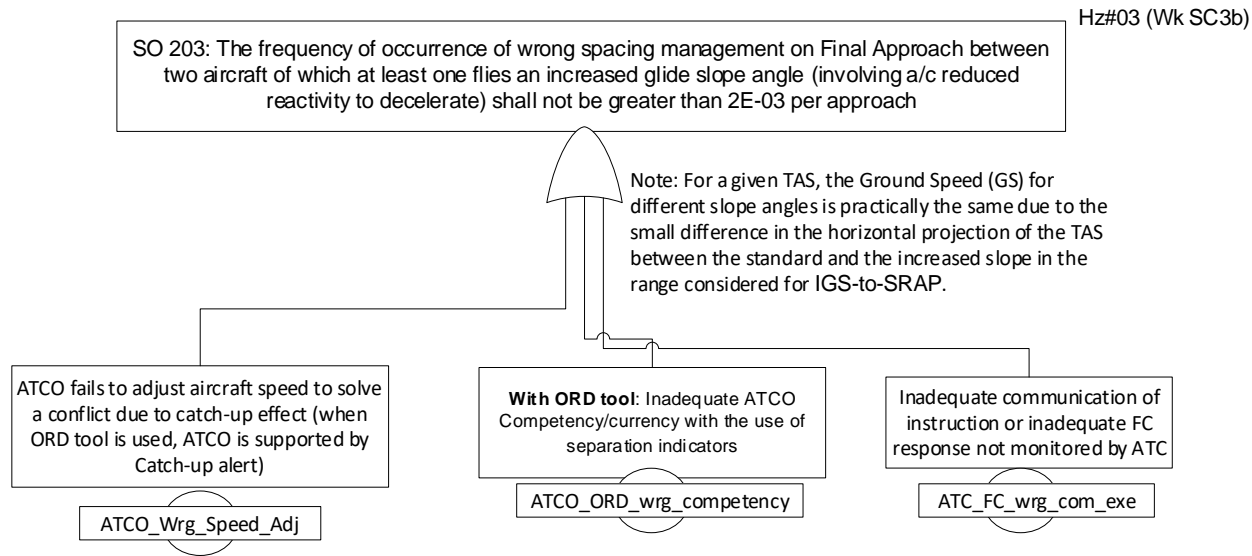 Hz#03 (Wk SC3b)
SO 203: The frequency of occurrence of wrong spacing management on Final Approach between
two aircraft of which at least one flies an increased glide slope angle (involving a/c reduced
reactivity to decelerate) shall not be greater than 2E-03 per approach
Note: For a given TAS, the Ground Speed (GS) for
different slope angles is practically the same due to the
small difference in the horizontal projection of the TAS
between the standard and the increased slope in the
range considered for IGS-to-SRAP.
ATCO fails to adjust aircraft speed to solve
a conflict due to catch-up effect (when
ORD tool is used, ATCO is supported by
Catch-up alert)
ATCO_Wrg_Speed_Adj
With ORD tool: Inadequate ATCO
Competency/currency with the use of
separation indicators
ATCO_ORD_wrg_competency
Inadequate communication of
instruction or inadequate FC
response not monitored by ATC
ATC_FC_wrg_com_exe